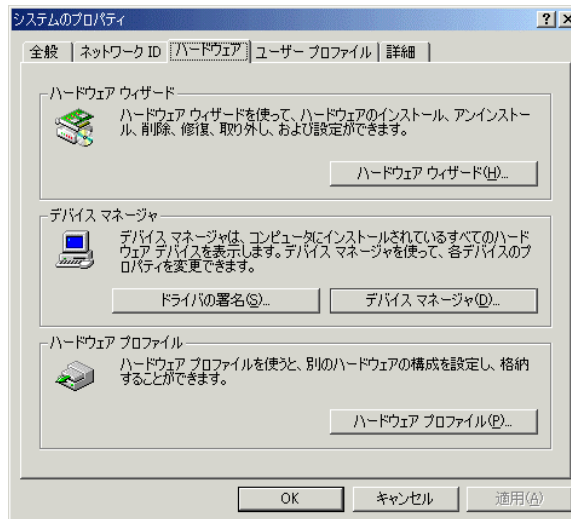 システムのプロパティ
全般 ネットワーク ID ハードウェア ユーザー プロファイル 詳細
ハードウェア ウィザード
ハードウェア ウィザードを使って、ハードウェアのインストール、アンインストー
ル、削除、修復、取り外し、および設定ができます。
ハードウェア ウィザード(H)...
デバイス マネージャ
デバイス マネージャは、コンピュータにインストールされているすべてのハード
ウェア デバイスを表示します。デバイス マネージャを使って、各デバイスのプ
ロパティを変更できます。
ドライバの署名(S)... デバイス マネージャ(D)...
ハードウェア プロファイル
ハードウェア プロファイルを使うと、別のハードウェアの構成を設定し、格納
することができます。
ハードウェア プロファイル(P)...
OK キャンセル 適用(A)